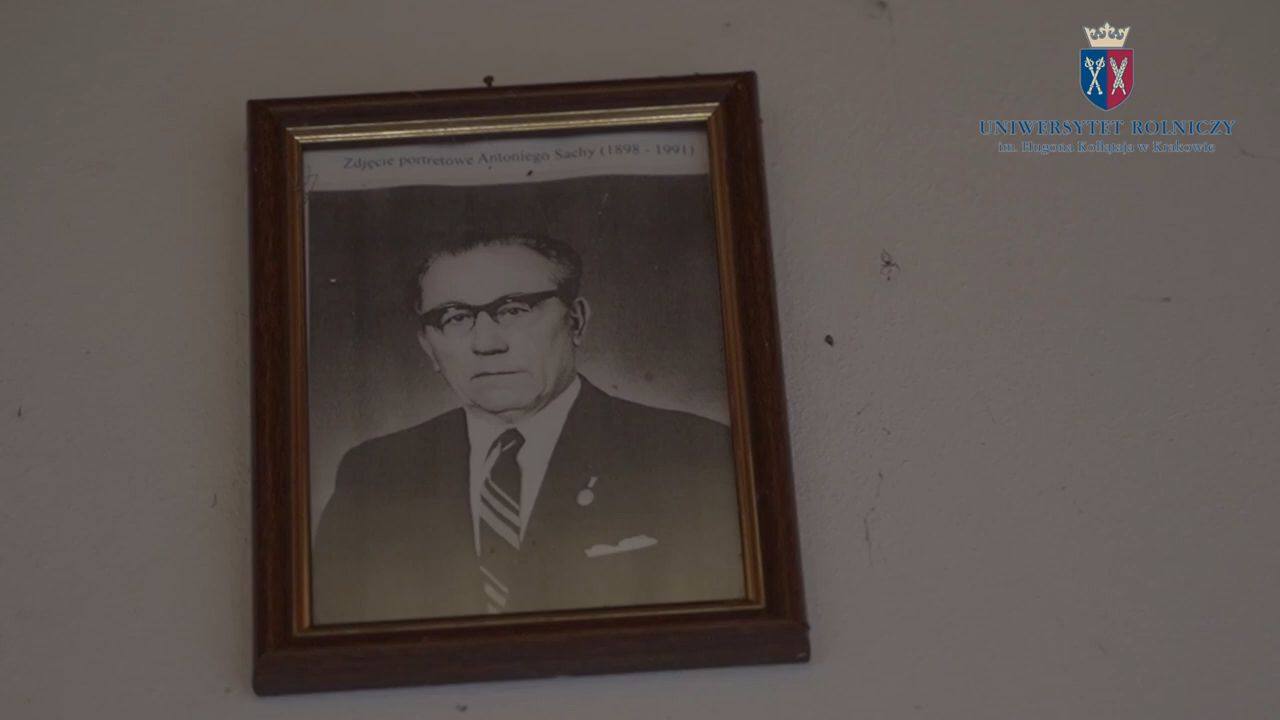 Zdjęcie portretowe Antoniego Sachy (1898 - 1991)
UNIWERSYTET ROLNICZY
im. Hugona Kołłątaja w Krakowie